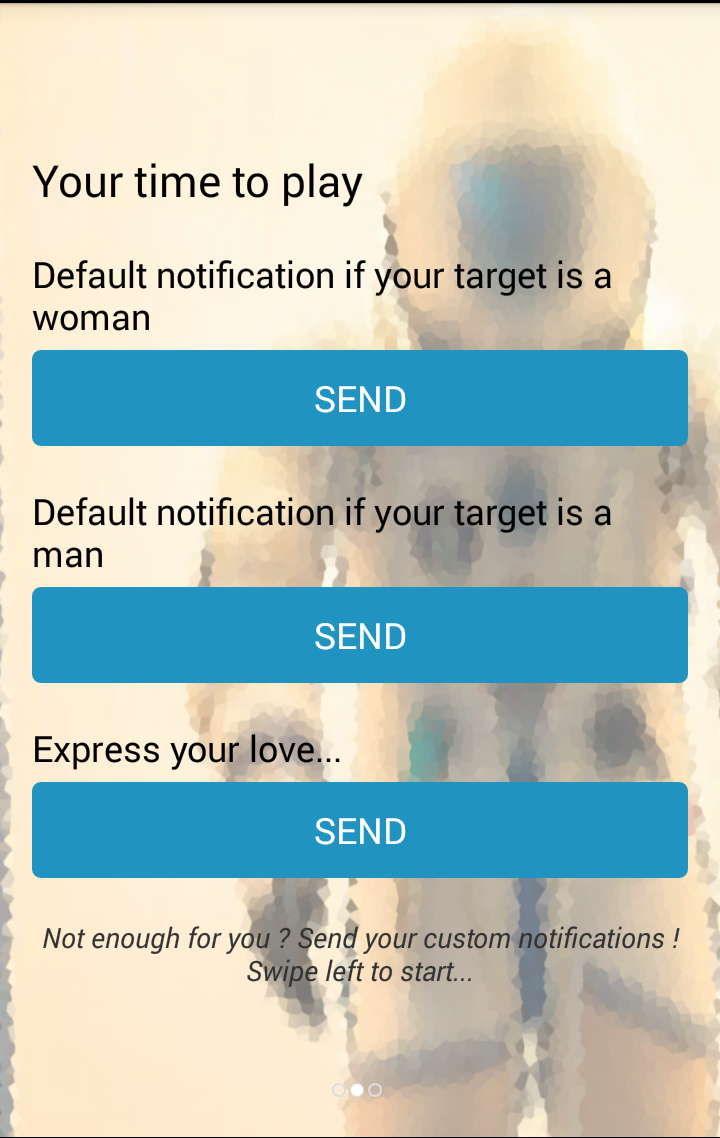 Your time to play
Default notification if your target is a
woman
SEND
Default notification if your target is a
man
SEND
Express your love...
SEND
Not enough for you ? Send your custom notifications !
Swipe left to start...